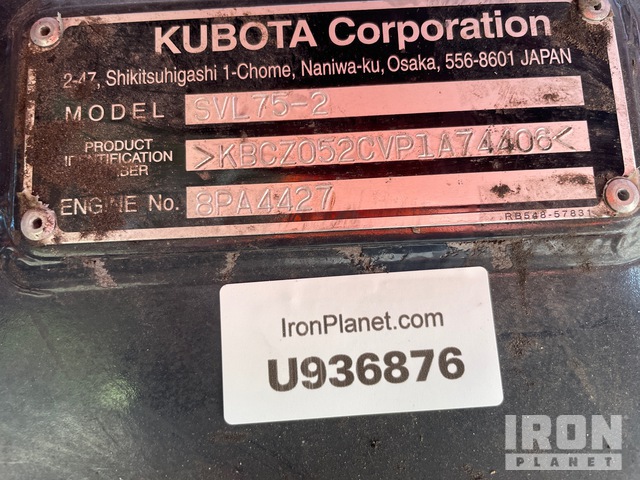 KUBOTA Corporation
2-47, Shikitsuhigashi 1-Chome, Naniwa-ku, Osaka, 556-8601 JAPAN
MODEL SVL75-2
PRODUCT
IDENTIFICATION >KBCZ052CVP1A74406<
NUMBER
ENGINE No. 8PA4427
RB548-57831
IronPlanet.com
U936876
IRON
PLANET